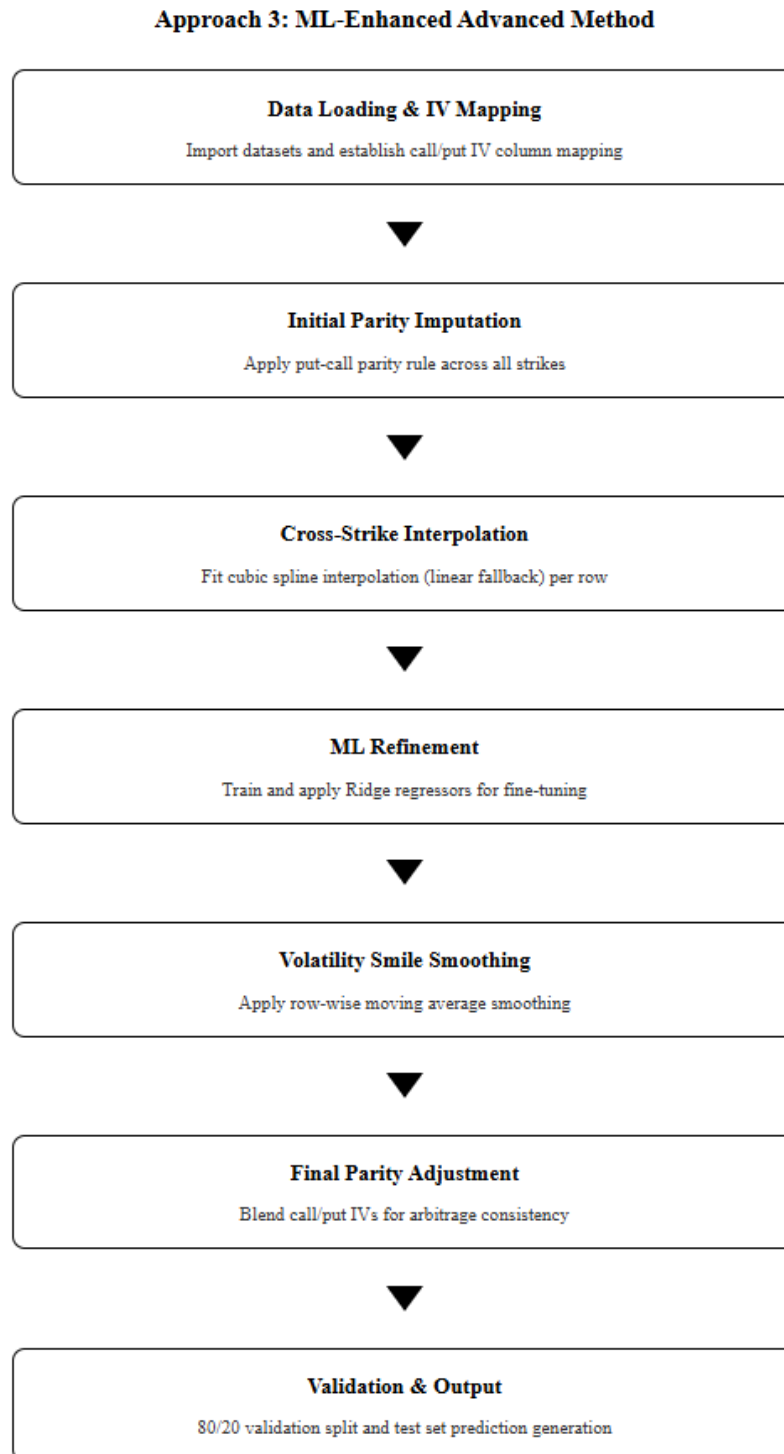 Approach 3: ML-Enhanced Advanced Method
Data Loading & IV Mapping
Import datasets and establish call/put IV column mapping
Initial Parity Imputation
Apply put-call parity rule across all strikes
Cross-Strike Interpolation
Fit cubic spline interpolation (linear fallback) per row
ML Refinement
Train and apply Ridge regressors for fine-tuning
Volatility Smile Smoothing
Apply row-wise moving average smoothing
Final Parity Adjustment
Blend call/put IVs for arbitrage consistency
Validation & Output
80/20 validation split and test set prediction generation